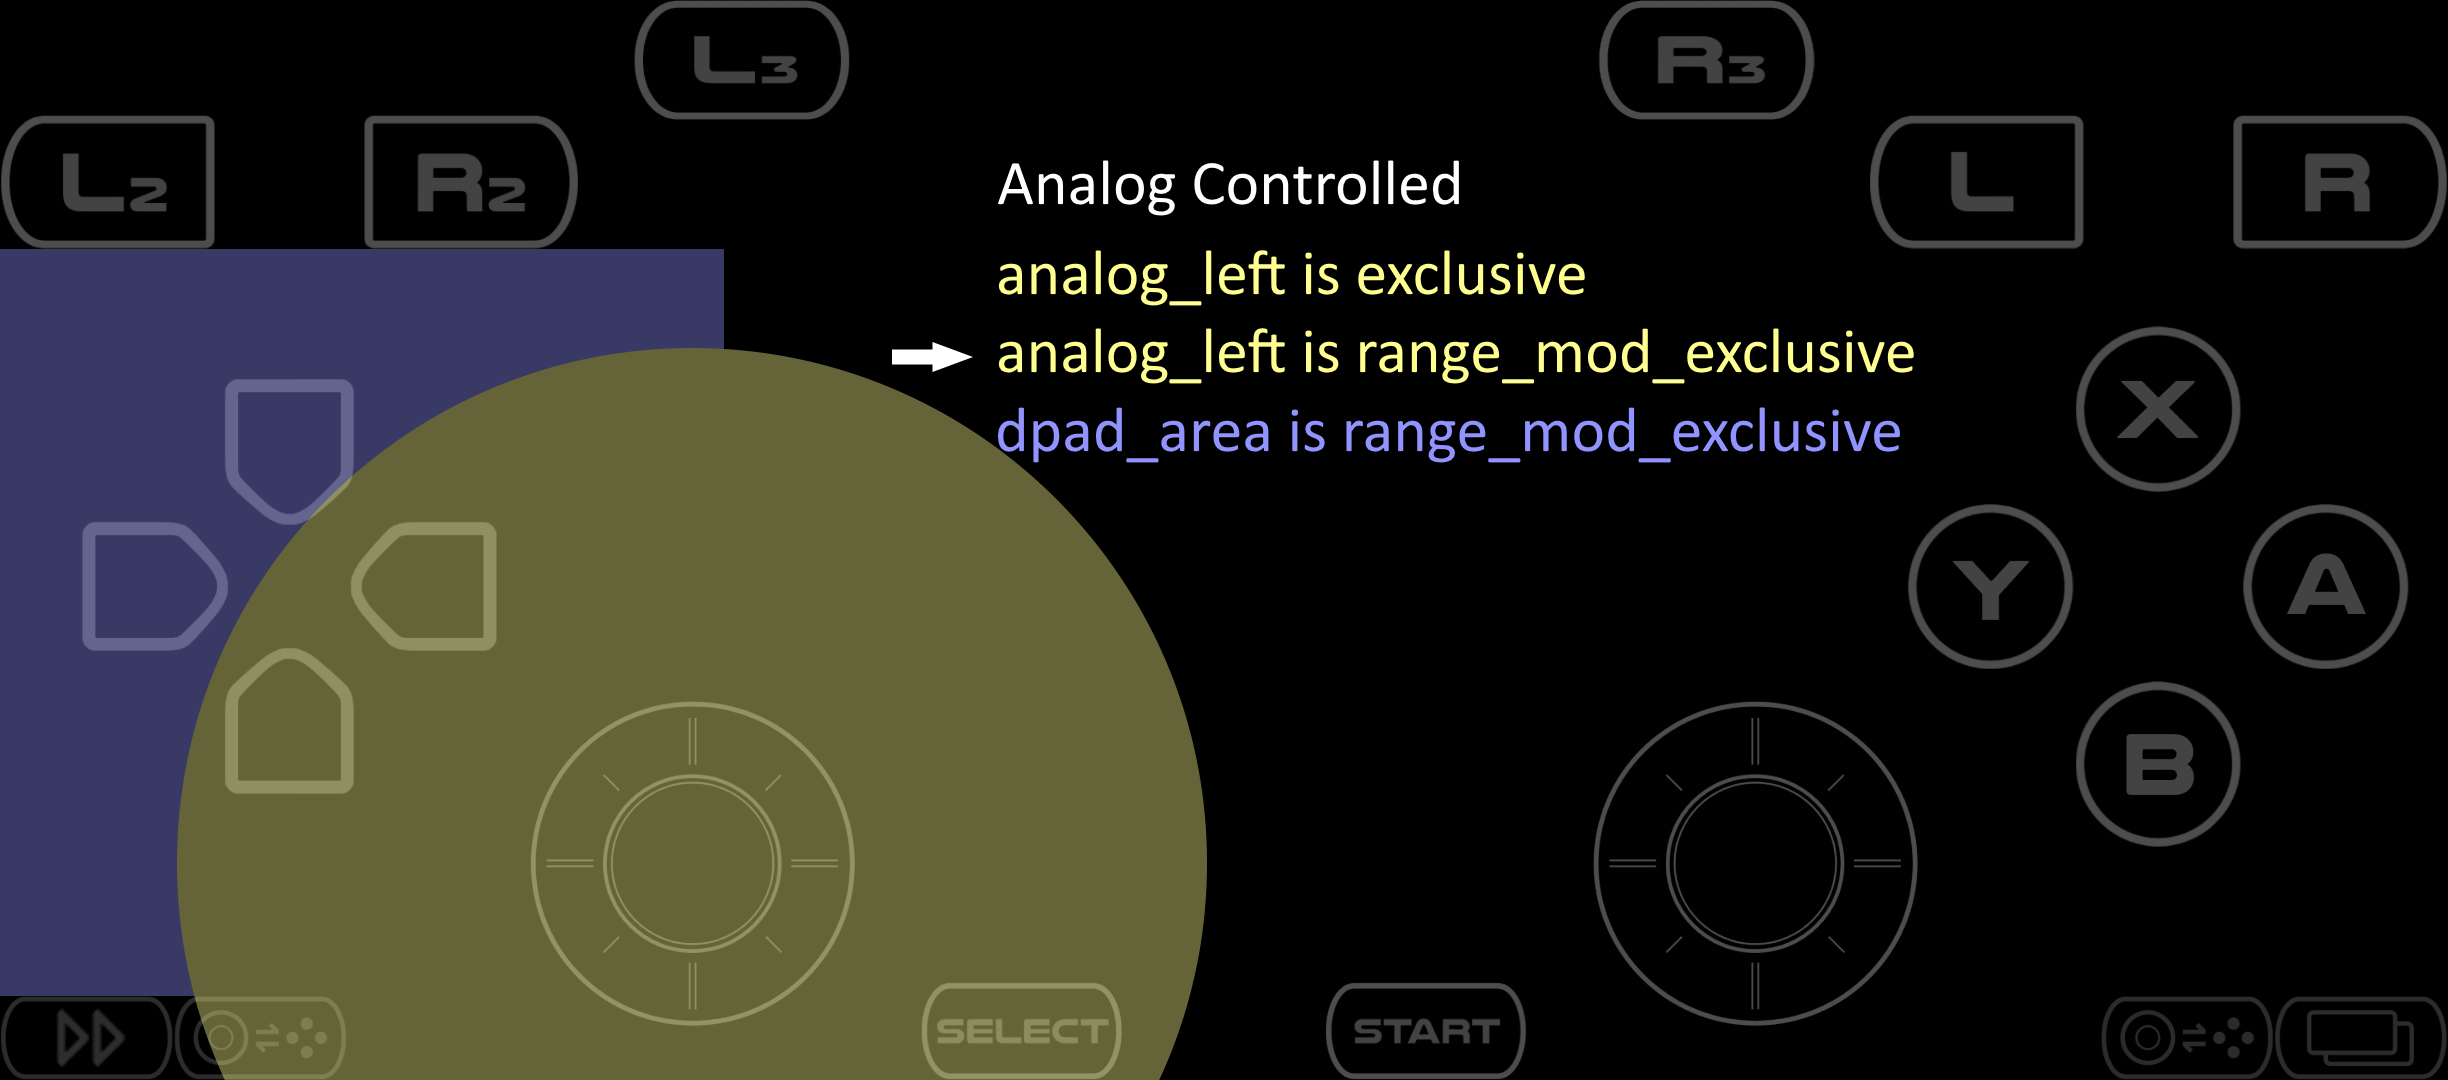 L3
R3
L2
R2
L
R
Analog Controlled
analog_left is exclusive
analog_left is range_mod_exclusive
dpad_area is range_mod_exclusive
X
Y
A
B
SELECT
START